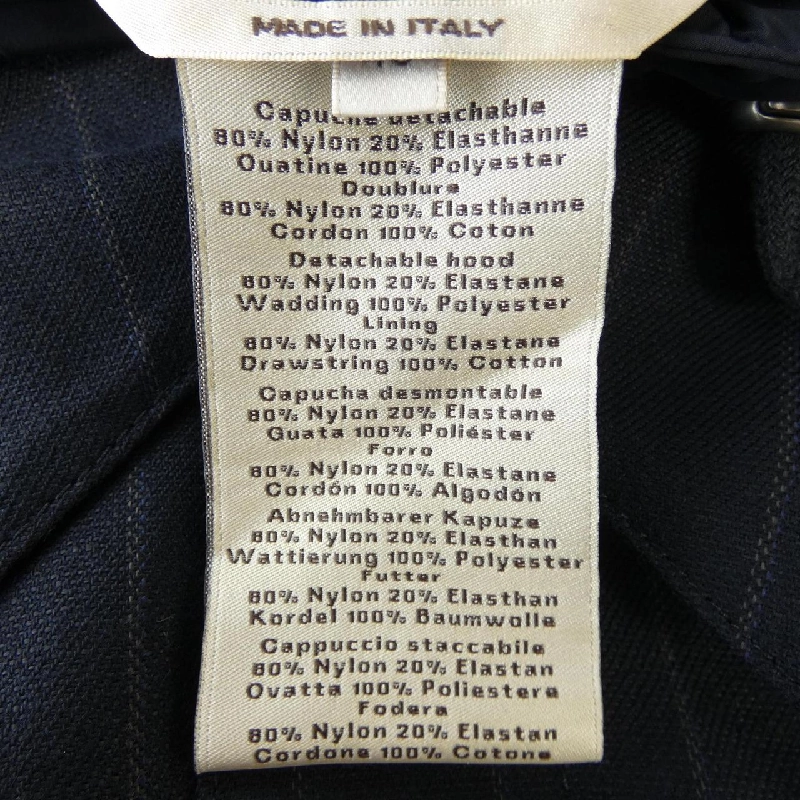 MADE IN ITALY
Capuche detachable
80% Nylon 20% Elasthanne
Ouatine 100% Polyester
Doublure
80% Nylon 20% Elasthanne
Cordon 100% Coton
Detachable hood
80% Nylon 20% Elastane
Wadding 100% Polyester
Lining
80% Nylon 20% Elastane
Drawstring 100% Cotton
Capucha desmontable
80% Nylon 20% Elastane
Guata 100% Poliéster
Forro
80% Nylon 20% Elastane
Cordón 100% Algodón
Abnehmbarer Kapuze
80% Nylon 20% Elasthan
Wattierung 100% Polyester
Futter
80% Nylon 20% Elasthan
Kordel 100% Baumwolle
Cappuccio staccabile
80% Nylon 20% Elastan
Ovatta 100% Poliestere
Fodera
80% Nylon 20% Elastan
Cordone 100% Cotone